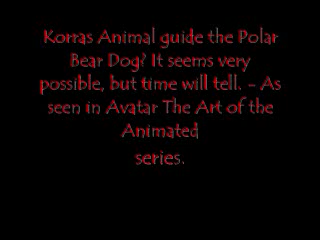 Korras Animal guide the Polar
Bear Dog? It seems very
possible, but time will tell. - As
seen in Avatar The Art of the
Animated
series.